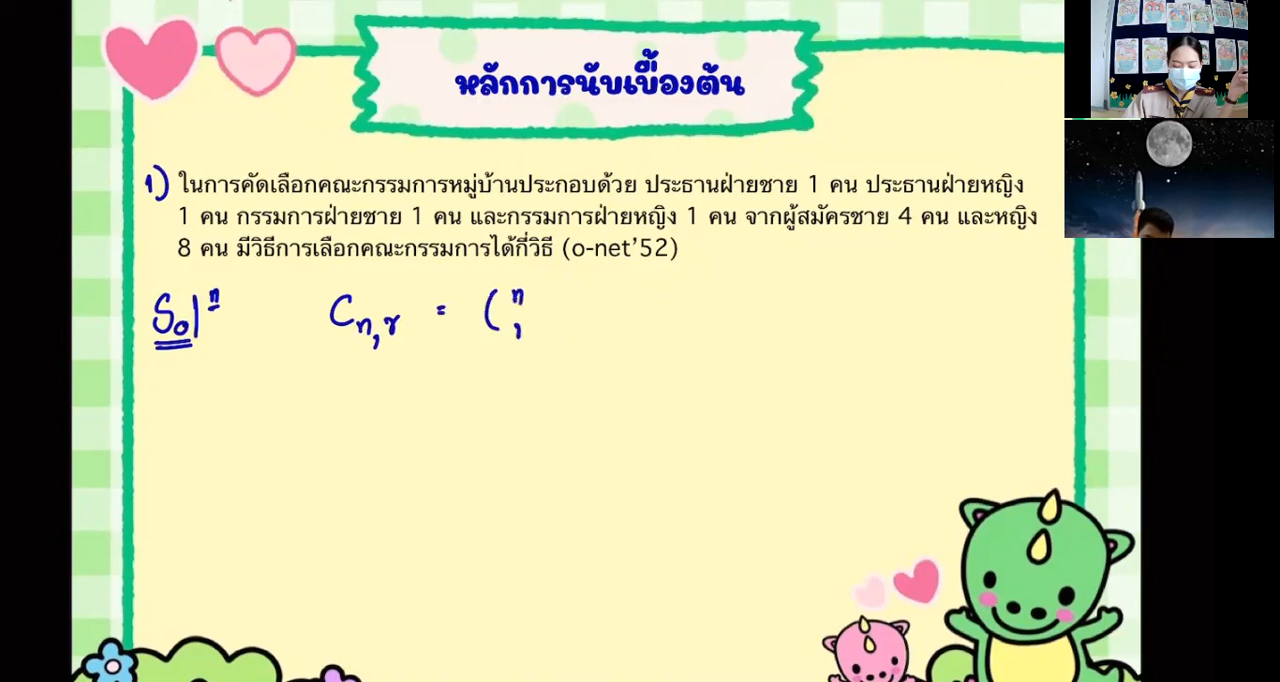 หลักการนับเบื้องต้น
1) ในการคัดเลือกคณะกรรมการหมู่บ้านประกอบด้วย ประธานฝ่ายชาย 1 คน ประธานฝ่ายหญิง
1 คน กรรมการฝ่ายชาย 1 คน และกรรมการฝ่ายหญิง 1 คน จากผู้สมัครชาย 4 คน และหญิง
8 คน มีวิธีการเลือกคณะกรรมการได้กี่วิธี (o-net’52)
Soln Cn,r = ( n